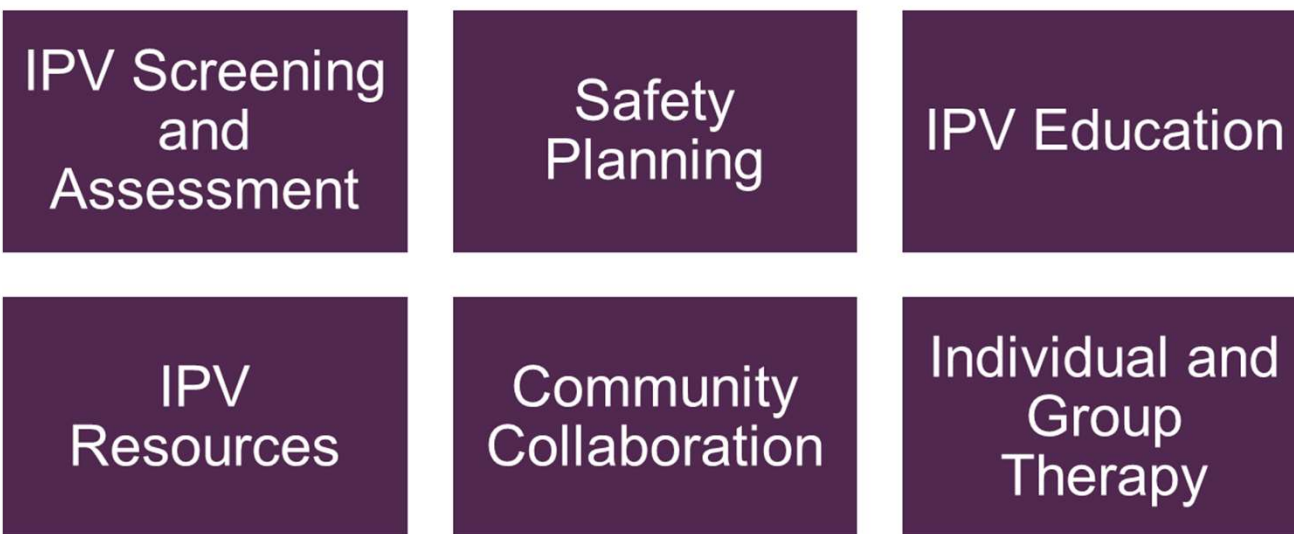 IPV Screening
and
Assessment
Safety
Planning
IPV Education
IPV
Resources
Community
Collaboration
Individual and
Group
Therapy